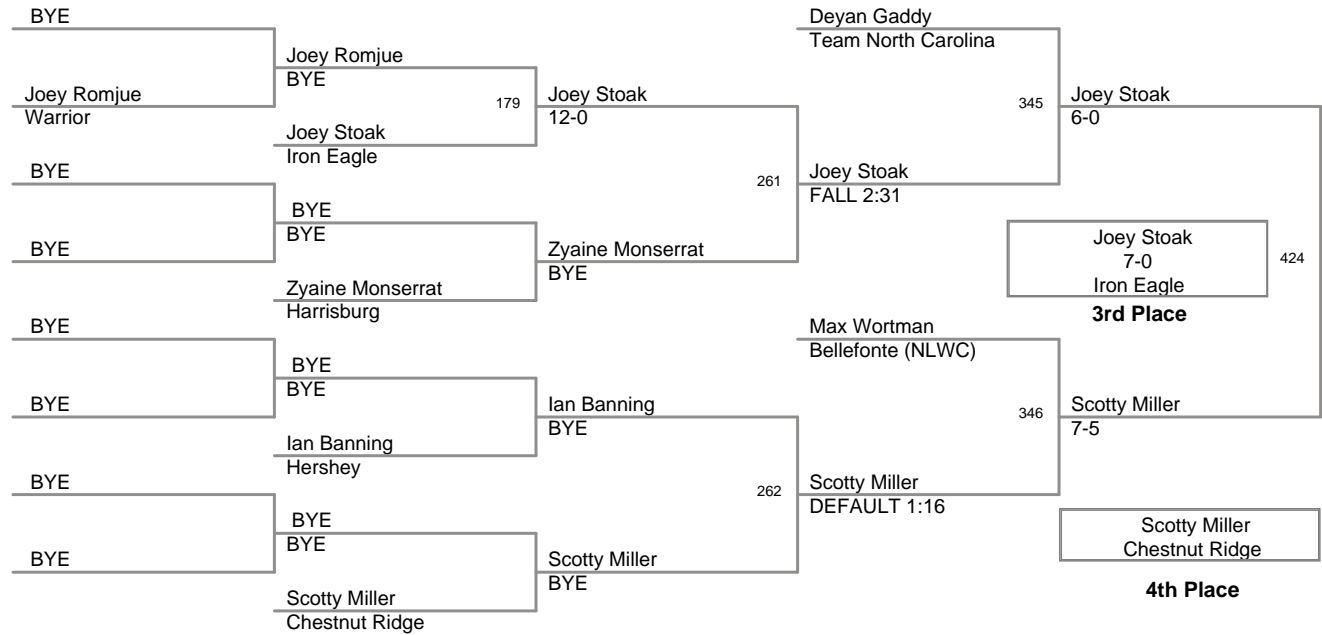 BYE
Deyan Gaddy
Team North Carolina
Joey Romjue
BYE
Joey Romjue
Warrior
179
Joey Stoak
12-0
345
Joey Stoak
6-0
Joey Stoak
Iron Eagle
BYE
261
Joey Stoak
FALL 2:31
BYE
BYE
BYE
Zyaine Monserrat
BYE
Joey Stoak
7-0
Iron Eagle
424
Zyaine Monserrat
Harrisburg
3rd Place
BYE
Max Wortman
Bellefonte (NLWC)
BYE
BYE
BYE
Ian Banning
BYE
346
Scotty Miller
7-5
Ian Banning
Hershey
BYE
262
Scotty Miller
DEFAULT 1:16
BYE
BYE
Scotty Miller
Chestnut Ridge
BYE
Scotty Miller
BYE
4th Place
Scotty Miller
Chestnut Ridge